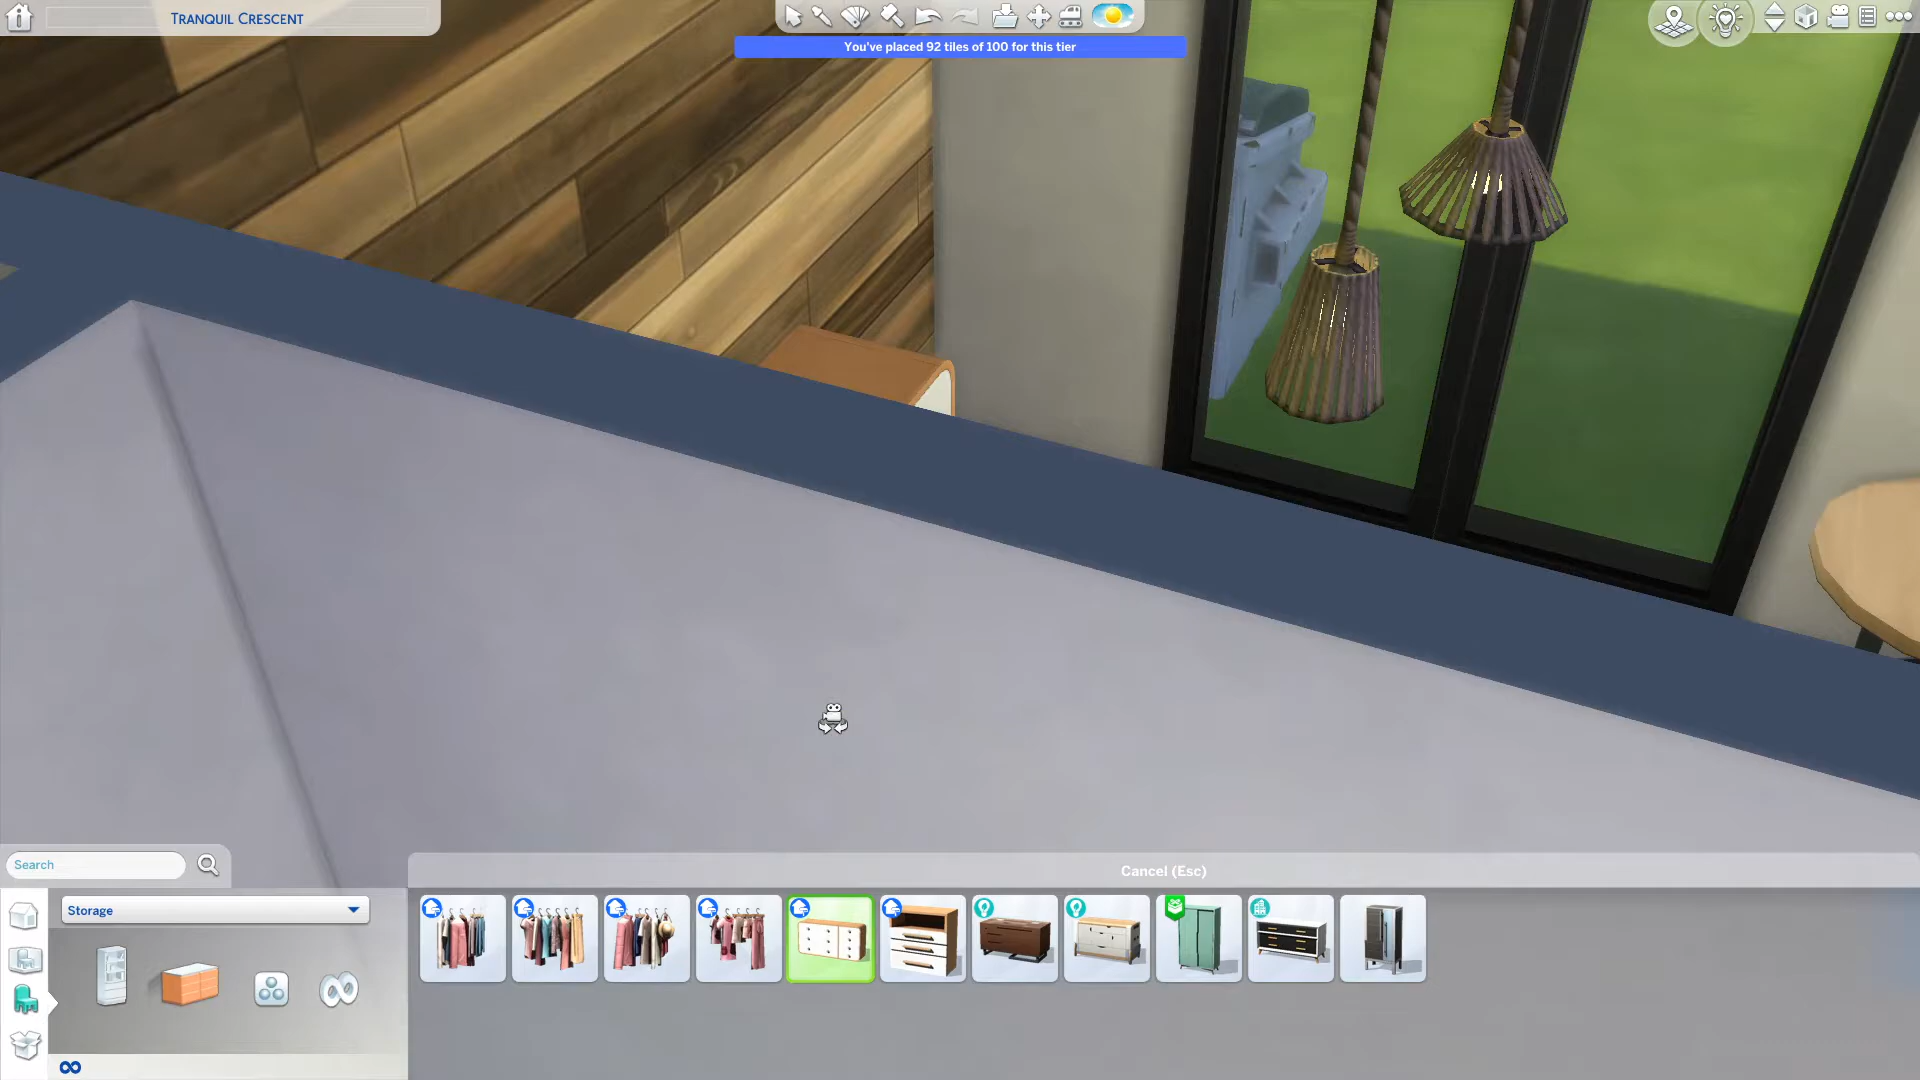 TRANQUIL CRESCENT
You've placed 92 tiles of 100 for this tier
Search
Cancel (Esc)
Storage